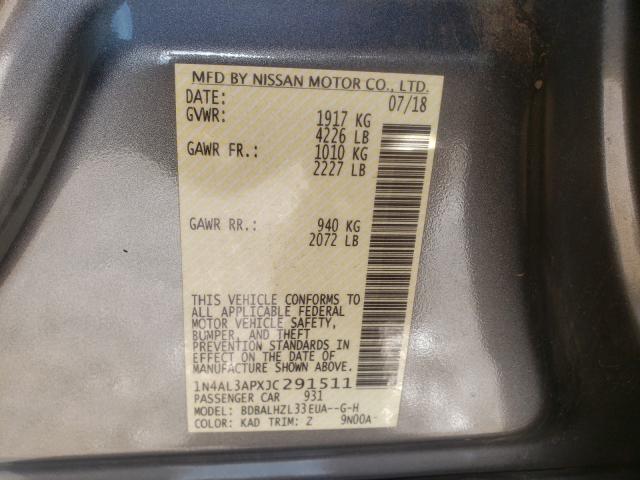 MFD BY NISSAN MOTOR CO., LTD.
DATE: 07/18
GVWR: 1917 KG
4226 LB
GAWR FR.: 1010 KG
2227 LB
GAWR RR.: 940 KG
2072 LB
THIS VEHICLE CONFORMS TO
ALL APPLICABLE FEDERAL
MOTOR VEHICLE SAFETY,
BUMPER, AND THEFT
PREVENTION STANDARDS IN
EFFECT ON THE DATE OF
MANUFACTURE SHOWN ABOVE.
1N4AL3APXJC291511
PASSENGER CAR 931
MODEL: BDBALHZL33EUA--G-H
COLOR: KAD TRIM: Z 9N00A